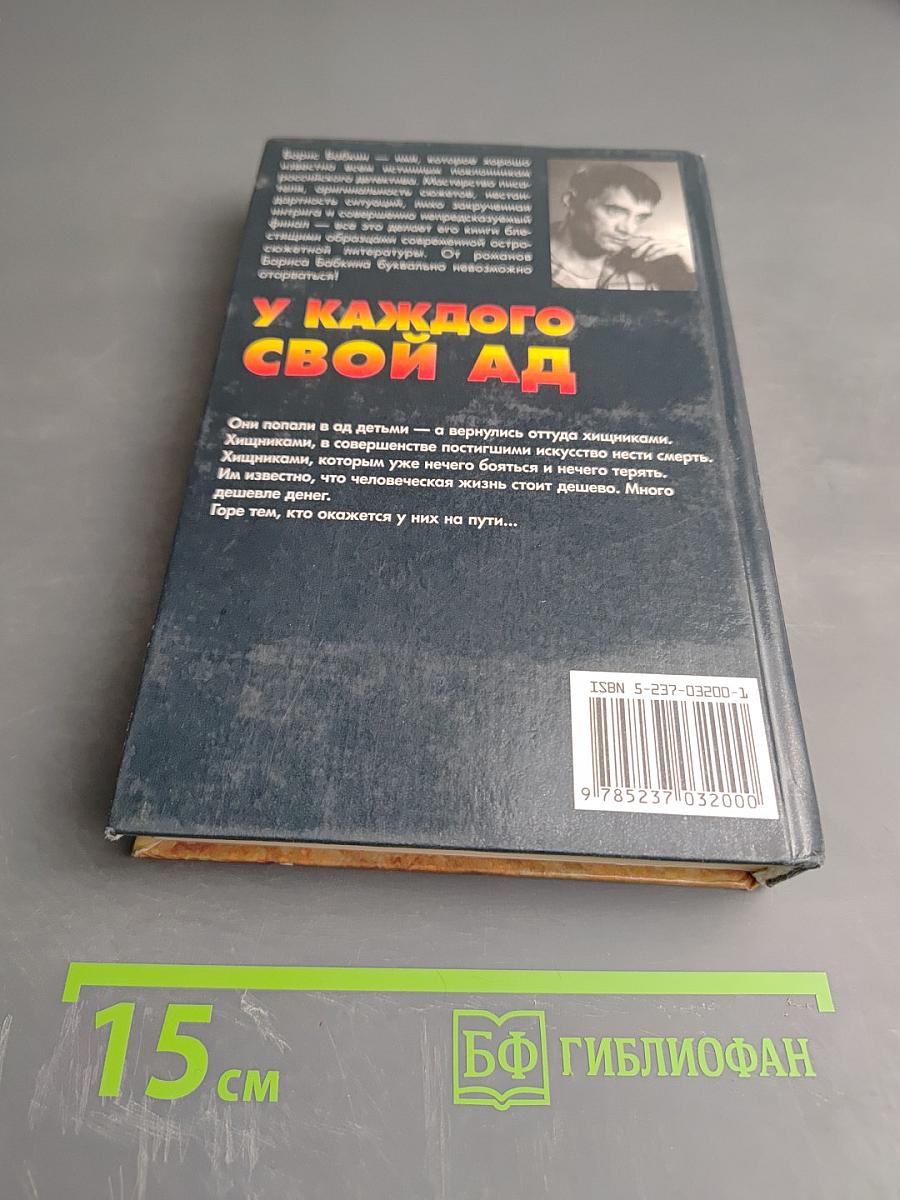 Борис Бабкин — имя, которое хорошо
известно всем истинным поклонникам
российского детектива. Мастерство писа-
теля, оригинальность сюжетов, нестан-
дартность ситуаций, лихо закрученная
интрига и совершенно непредсказуемый
финал — все это делает его книги бле-
стящими образцами современной остро-
сюжетной литературы. От романов
Бориса Бабкина буквально невозможно
оторваться!
У КАЖДОГО
СВОЙ АД
Они попали в ад детьми — а вернулись оттуда хищниками.
Хищниками, в совершенстве постигшими искусство нести смерть.
Хищниками, которым уже нечего бояться и нечего терять.
Им известно, что человеческая жизнь стоит дешево. Много
дешевле денег.
Горе тем, кто окажется у них на пути...
ISBN 5-237-03200-1
9 785237 032000
15 см
БФ ГИБЛИОФАН